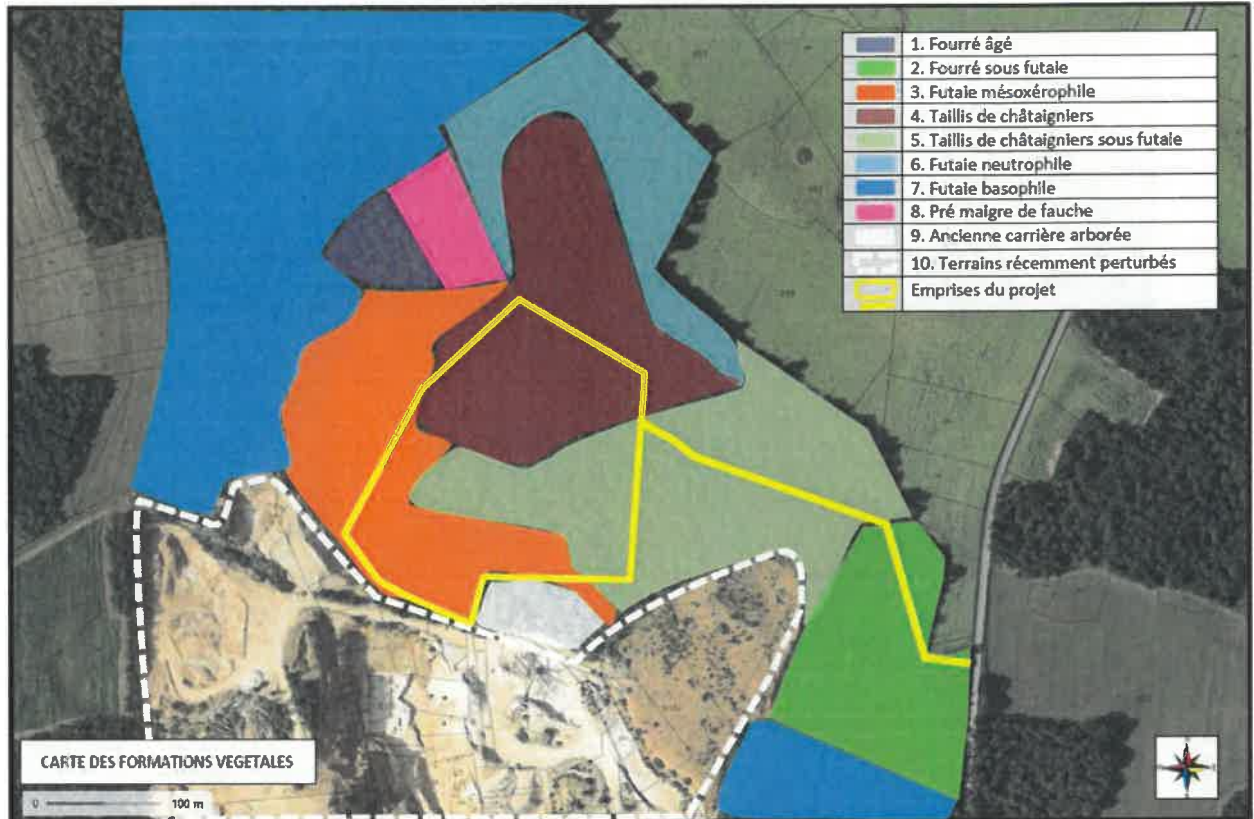 1. Fourré âgé
2. Fourré sous futaie
3. Futaie mésoxérophile
4. Taillis de châtaigniers
5. Taillis de châtaigniers sous futaie
6. Futaie neutrophile
7. Futaie basophile
8. Pré maigre de fauche
9. Ancienne carrière arborée
10. Terrains récemment perturbés
Emprises du projet
CARTE DES FORMATIONS VEGETALES
0 100 m